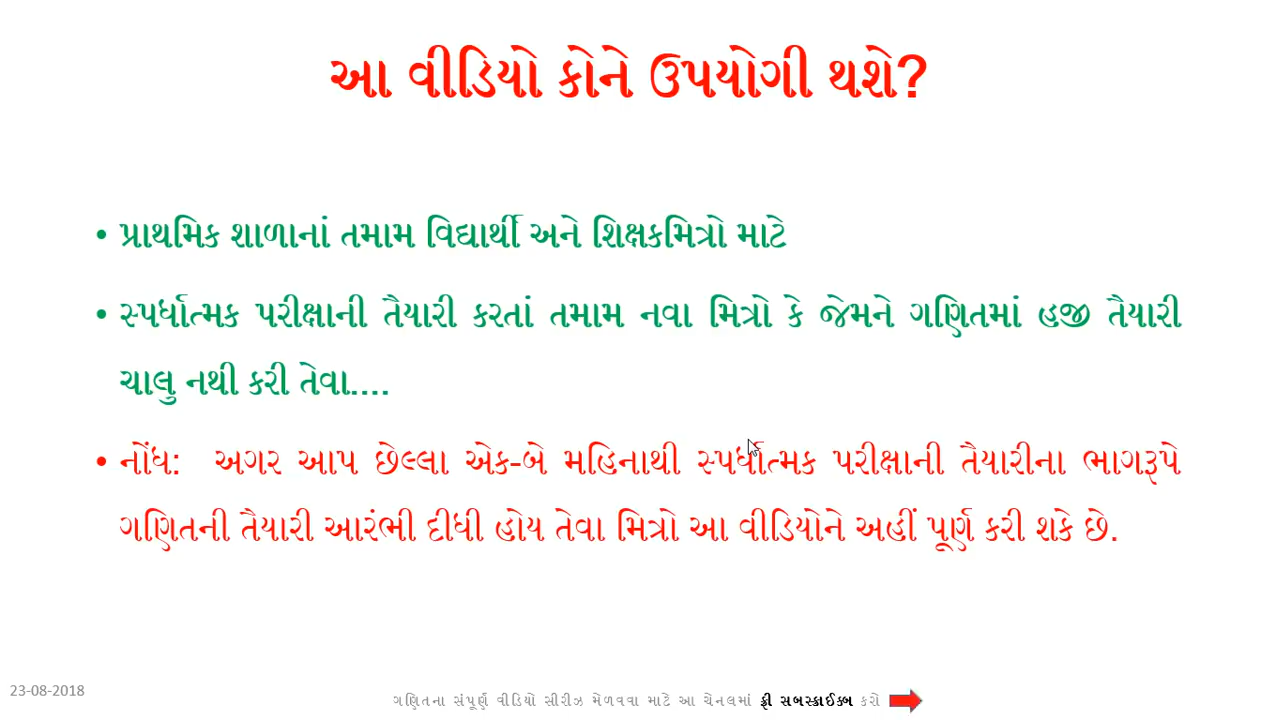 આ વીડિયો કોને ઉપયોગી થશે?
• પ્રાથમિક શાળાનાં તમામ વિદ્યાર્થી અને શિક્ષકમિત્રો માટે
• સ્પર્ધાત્મક પરીક્ષાની તૈયારી કરતાં તમામ નવા મિત્રો કે જેમને ગણિતમાં હજી તૈયારી
ચાલુ નથી કરી તેવા....
• નોંધ: અગર આપ છેલ્લા એક-બે મહિનાથી સ્પર્ધાત્મક પરીક્ષાની તૈયારીના ભાગરૂપે
ગણિતની તૈયારી આરંભી દીધી હોય તેવા મિત્રો આ વીડિયોને અહીં પૂર્ણ કરી શકે છે.
23-08-2018
ગણિતના સંપૂર્ણ વીડિયો સીરીઝ મેળવવા માટે આ ચેનલમાં ફ્રી સબસ્ક્રાઈબ કરો